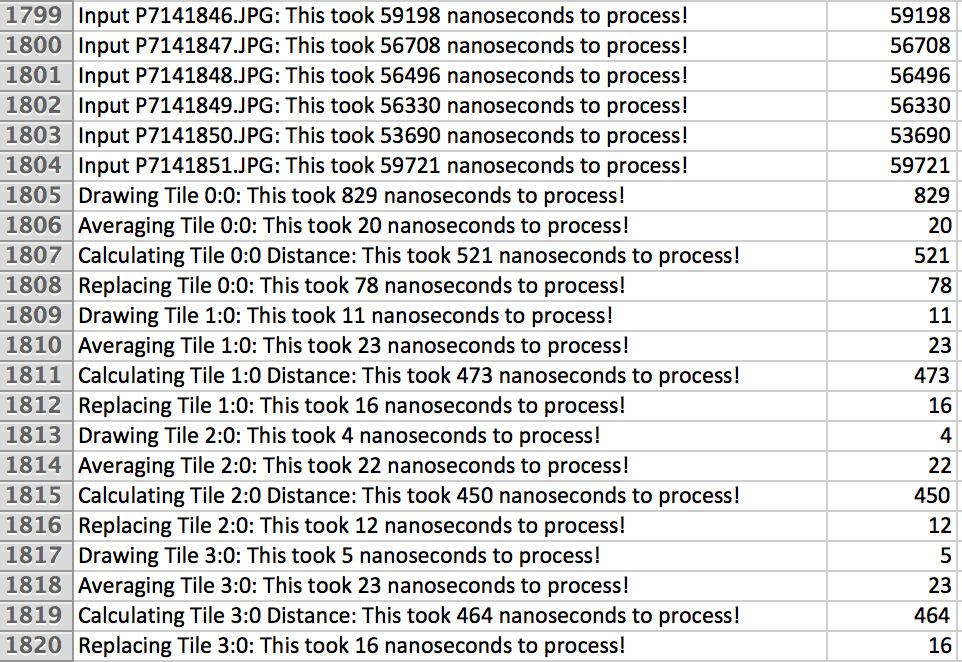 1799 Input P7141846.JPG: This took 59198 nanoseconds to process! 59198
1800 Input P7141847.JPG: This took 56708 nanoseconds to process! 56708
1801 Input P7141848.JPG: This took 56496 nanoseconds to process! 56496
1802 Input P7141849.JPG: This took 56330 nanoseconds to process! 56330
1803 Input P7141850.JPG: This took 53690 nanoseconds to process! 53690
1804 Input P7141851.JPG: This took 59721 nanoseconds to process! 59721
1805 Drawing Tile 0:0: This took 829 nanoseconds to process! 829
1806 Averaging Tile 0:0: This took 20 nanoseconds to process! 20
1807 Calculating Tile 0:0 Distance: This took 521 nanoseconds to process! 521
1808 Replacing Tile 0:0: This took 78 nanoseconds to process! 78
1809 Drawing Tile 1:0: This took 11 nanoseconds to process! 11
1810 Averaging Tile 1:0: This took 23 nanoseconds to process! 23
1811 Calculating Tile 1:0 Distance: This took 473 nanoseconds to process! 473
1812 Replacing Tile 1:0: This took 16 nanoseconds to process! 16
1813 Drawing Tile 2:0: This took 4 nanoseconds to process! 4
1814 Averaging Tile 2:0: This took 22 nanoseconds to process! 22
1815 Calculating Tile 2:0 Distance: This took 450 nanoseconds to process! 450
1816 Replacing Tile 2:0: This took 12 nanoseconds to process! 12
1817 Drawing Tile 3:0: This took 5 nanoseconds to process! 5
1818 Averaging Tile 3:0: This took 23 nanoseconds to process! 23
1819 Calculating Tile 3:0 Distance: This took 464 nanoseconds to process! 464
1820 Replacing Tile 3:0: This took 16 nanoseconds to process! 16